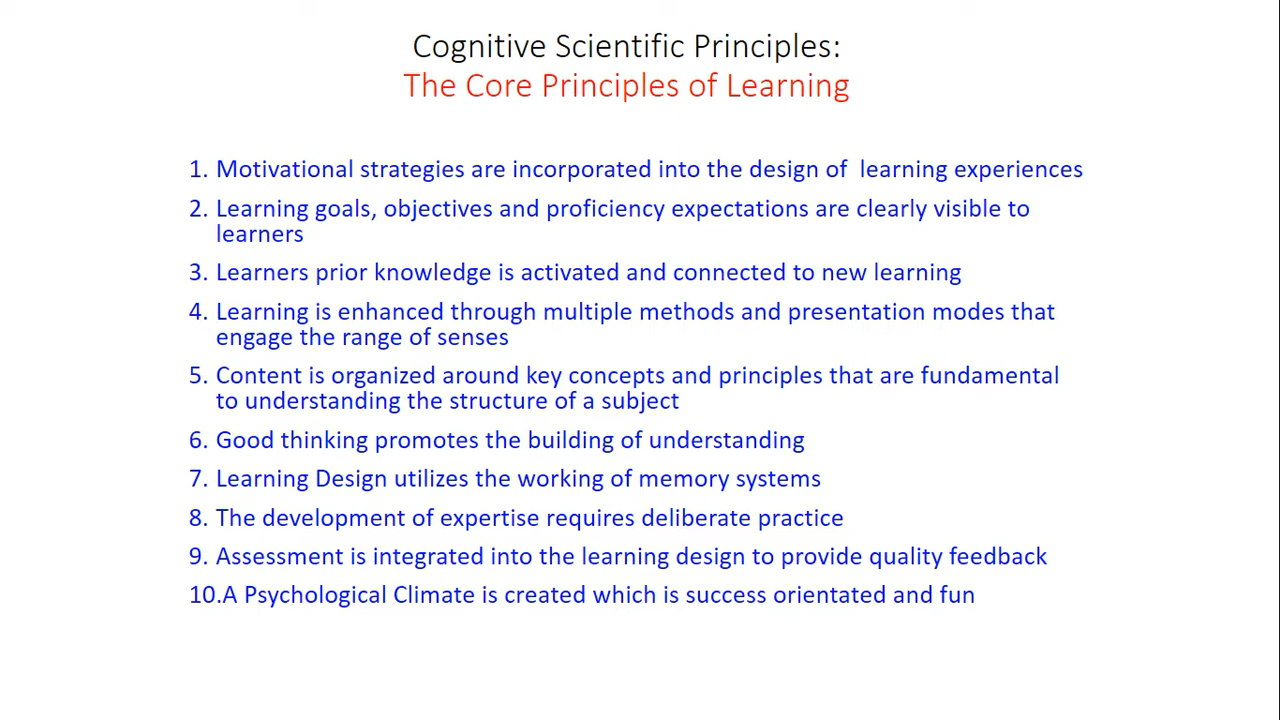 Cognitive Scientific Principles:
The Core Principles of Learning
1. Motivational strategies are incorporated into the design of  learning experiences
2. Learning goals, objectives and proficiency expectations are clearly visible to
learners
3. Learners prior knowledge is activated and connected to new learning
4. Learning is enhanced through multiple methods and presentation modes that
engage the range of senses
5. Content is organized around key concepts and principles that are fundamental
to understanding the structure of a subject
6. Good thinking promotes the building of understanding
7. Learning Design utilizes the working of memory systems
8. The development of expertise requires deliberate practice
9. Assessment is integrated into the learning design to provide quality feedback
10.A Psychological Climate is created which is success orientated and fun